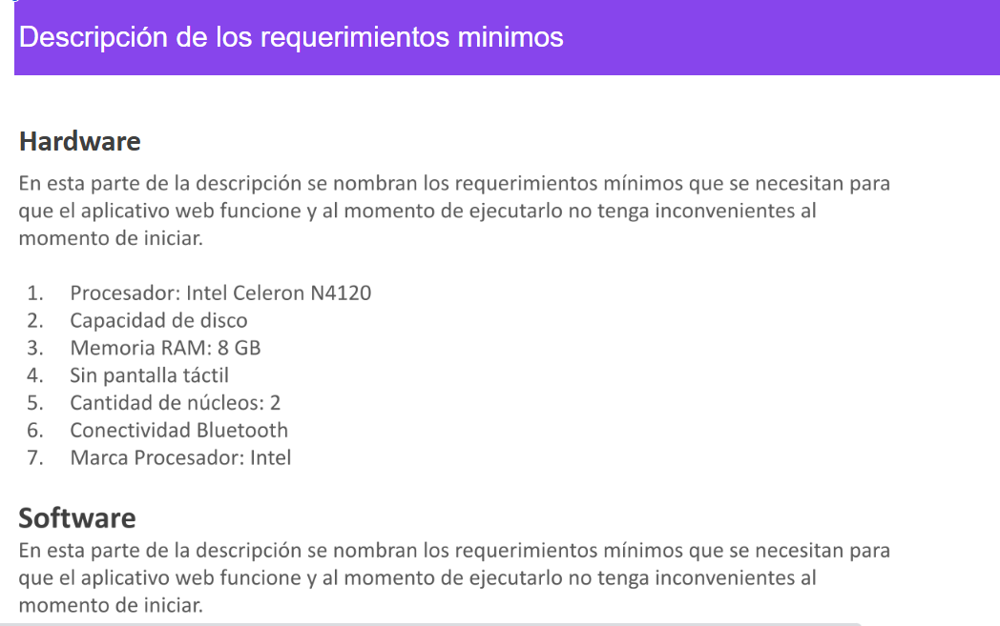 Descripción de los requerimientos minimos
Hardware
En esta parte de la descripción se nombran los requerimientos mínimos que se necesitan para
que el aplicativo web funcione y al momento de ejecutarlo no tenga inconvenientes al
momento de iniciar.
1. Procesador: Intel Celeron N4120
2. Capacidad de disco
3. Memoria RAM: 8 GB
4. Sin pantalla táctil
5. Cantidad de núcleos: 2
6. Conectividad Bluetooth
7. Marca Procesador: Intel
Software
En esta parte de la descripción se nombran los requerimientos mínimos que se necesitan para
que el aplicativo web funcione y al momento de ejecutarlo no tenga inconvenientes al
momento de iniciar.